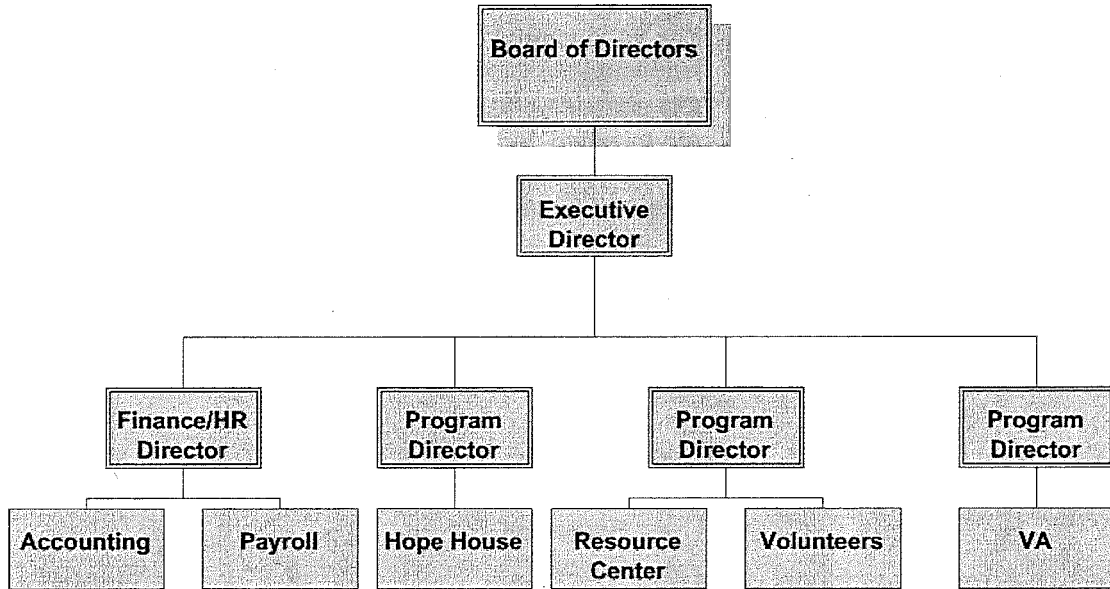 Board of Directors
Executive
Director
Finance/HR
Director
Program
Director
Program
Director
Program
Director
Accounting
Payroll
Hope House
Resource
Center
Volunteers
VA